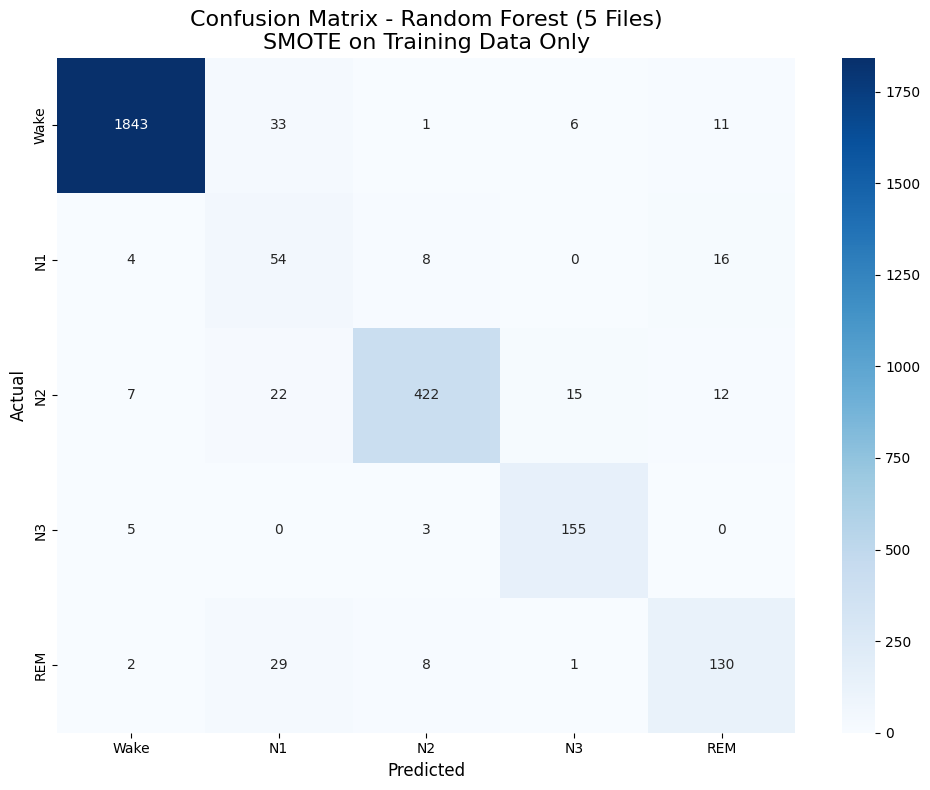 Confusion Matrix - Random Forest (5 Files)
SMOTE on Training Data Only
Actual
Wake 1843 33 1 6 11
N1 4 54 8 0 16
N2 7 22 422 15 12
N3 5 0 3 155 0
REM 2 29 8 1 130
Wake N1 N2 N3 REM
Predicted
1750
1500
1250
1000
750
500
250
0